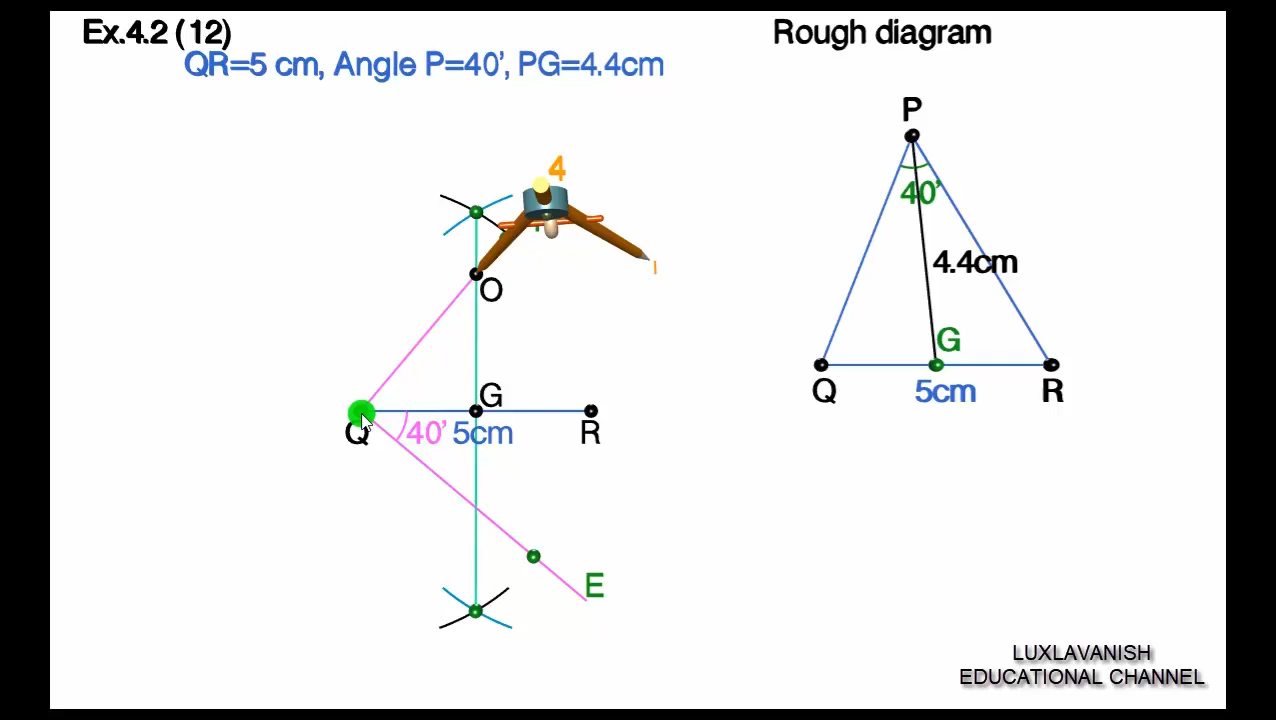 Ex.4.2 (12)
Rough diagram
QR=5 cm, Angle P=40', PG=4.4cm
P
4
40'
4.4cm
O
G
G
Q
40'
5cm
R
Q
5cm
R
E
LUXLAVANISH
EDUCATIONAL CHANNEL